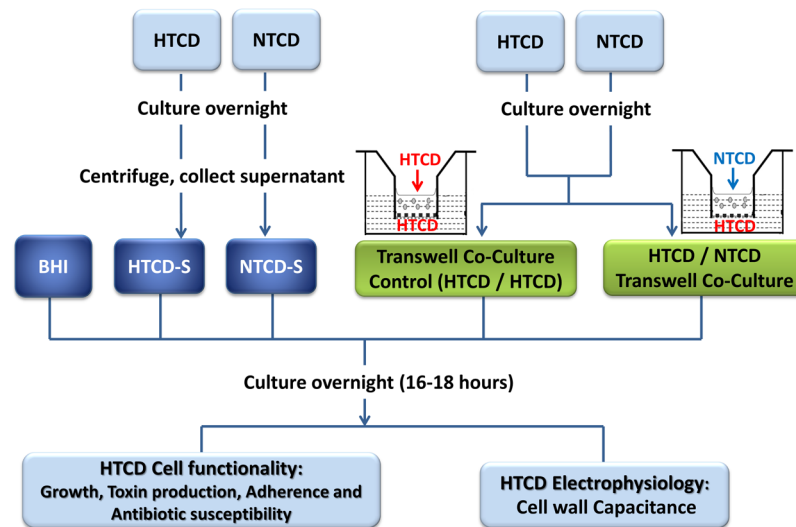 HTCD
NTCD
HTCD
NTCD
Culture overnight
Culture overnight
HTCD
NTCD
Centrifuge, collect supernatant
HTCD
HTCD
BHI
HTCD-S
NTCD-S
Transwell Co-Culture
Control (HTCD / HTCD)
HTCD / NTCD
Transwell Co-Culture
Culture overnight (16-18 hours)
HTCD Cell functionality:
Growth, Toxin production, Adherence and
Antibiotic susceptibility
HTCD Electrophysiology:
Cell wall Capacitance